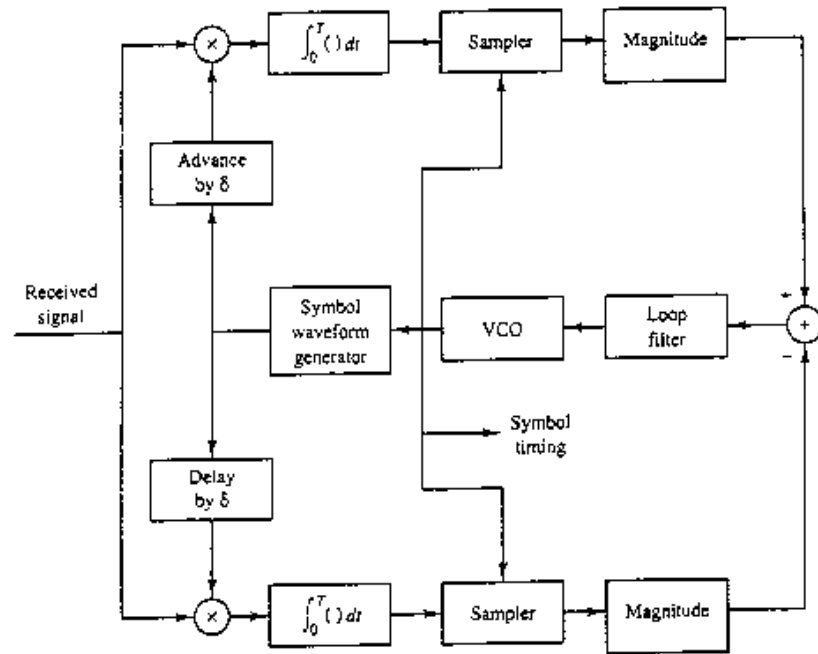 ×
∫₀ᵀ ( ) dt
Sampler
Magnitude
Advance
by δ
Received
signal
Symbol
waveform
generator
VCO
Loop
filter
+
+
−
Symbol
timing
Delay
by δ
×
∫₀ᵀ ( ) dt
Sampler
Magnitude